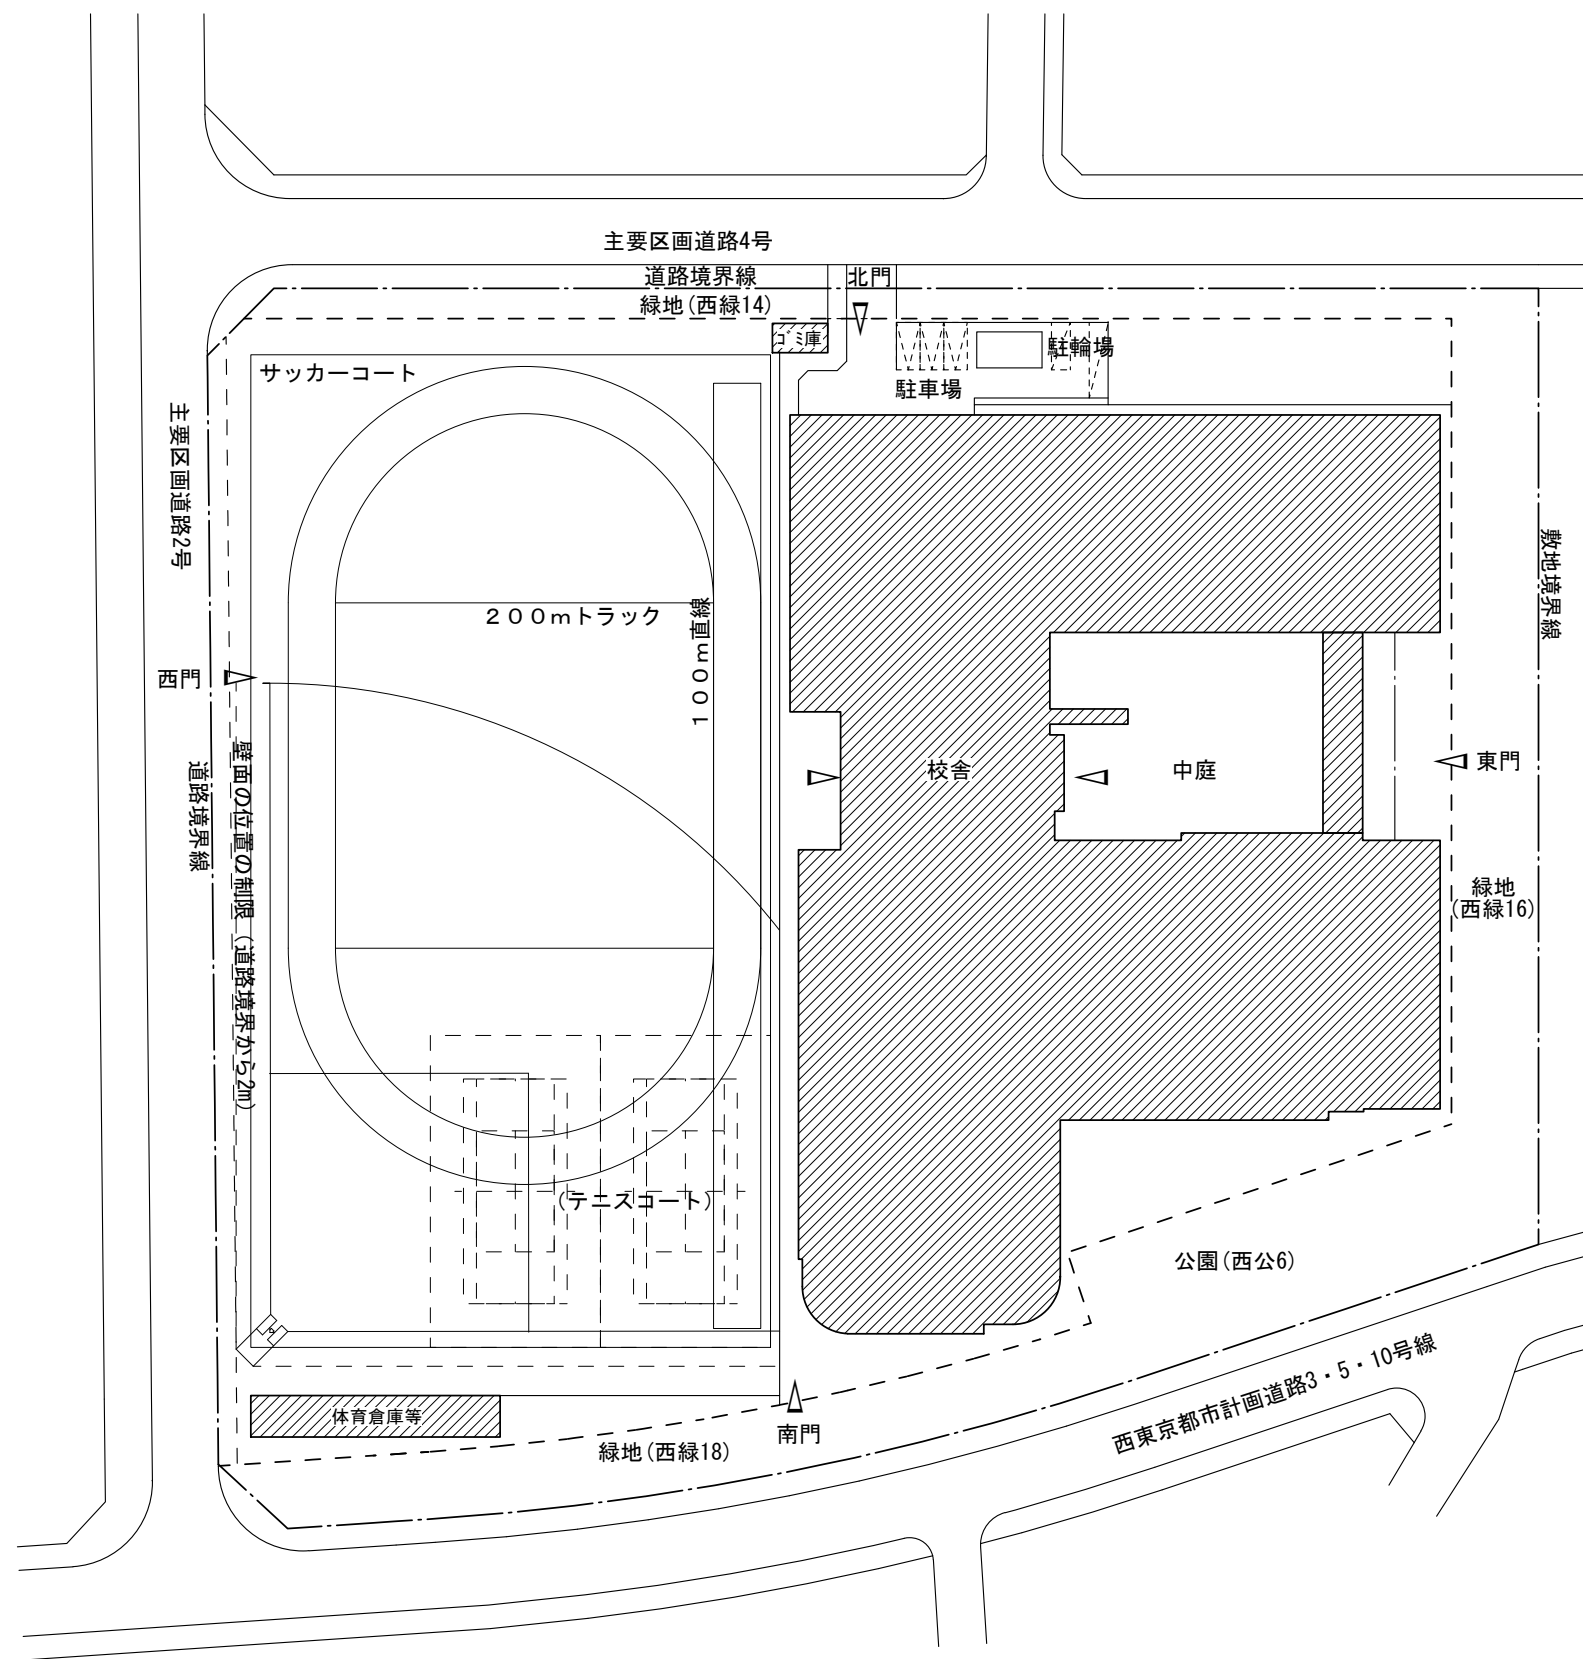 主要区画道路4号
道路境界線
北門
緑地(西緑14)
ゴミ庫
駐輪場
サッカーコート
駐車場
主要区画道路2号
敷地境界線
200mトラック
100m直線
西門
壁面の位置の制限(道路境界から2m)
道路境界線
校舎
中庭
東門
緑地
(西緑16)
(テニスコート)
公園(西公6)
体育倉庫等
南門
緑地(西緑18)
西東京都市計画道路3・5・10号線